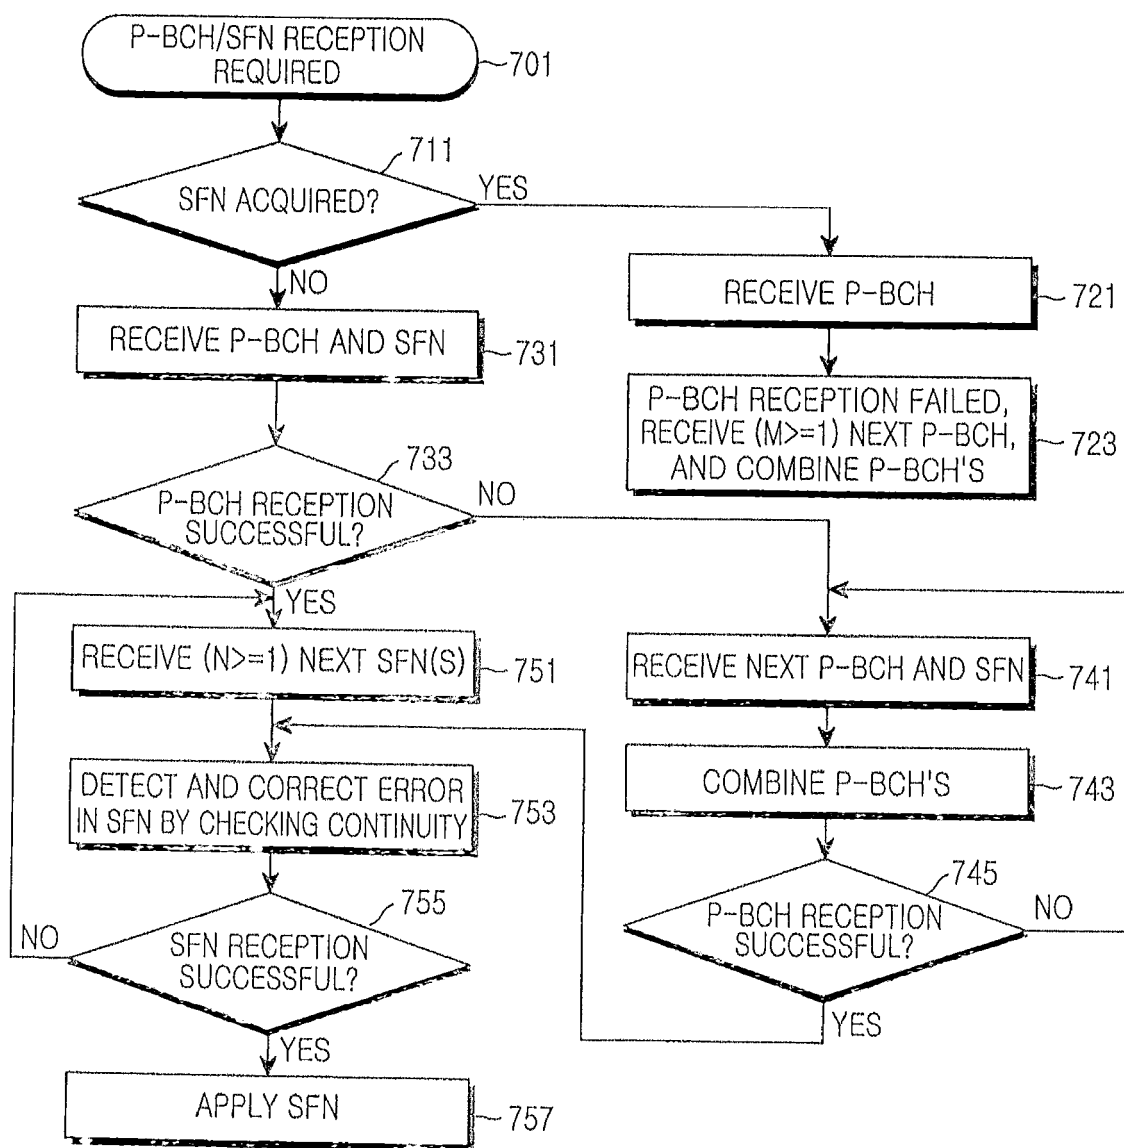 P-BCH/SFN RECEPTION
REQUIRED
701
711
SFN ACQUIRED?
YES
NO
RECEIVE P-BCH
721
RECEIVE P-BCH AND SFN
731
P-BCH RECEPTION FAILED,
RECEIVE (M>=1) NEXT P-BCH,
AND COMBINE P-BCH'S
723
733
P-BCH RECEPTION
SUCCESSFUL?
NO
YES
RECEIVE (N>=1) NEXT SFN(S)
751
RECEIVE NEXT P-BCH AND SFN
741
DETECT AND CORRECT ERROR
IN SFN BY CHECKING CONTINUITY
753
COMBINE P-BCH'S
743
745
P-BCH RECEPTION
SUCCESSFUL?
NO
YES
755
SFN RECEPTION
SUCCESSFUL?
NO
YES
APPLY SFN
757